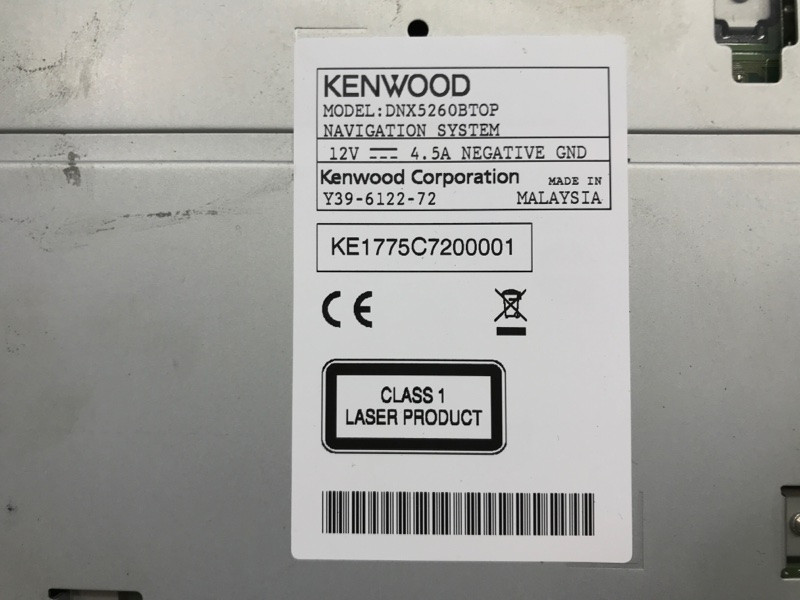 KENWOOD
MODEL:DNX5260BTOP
NAVIGATION SYSTEM
12V ⎓ 4.5A NEGATIVE GND
Kenwood Corporation MADE IN
Y39-6122-72 MALAYSIA
KE1775C7200001
CE
CLASS 1
LASER PRODUCT